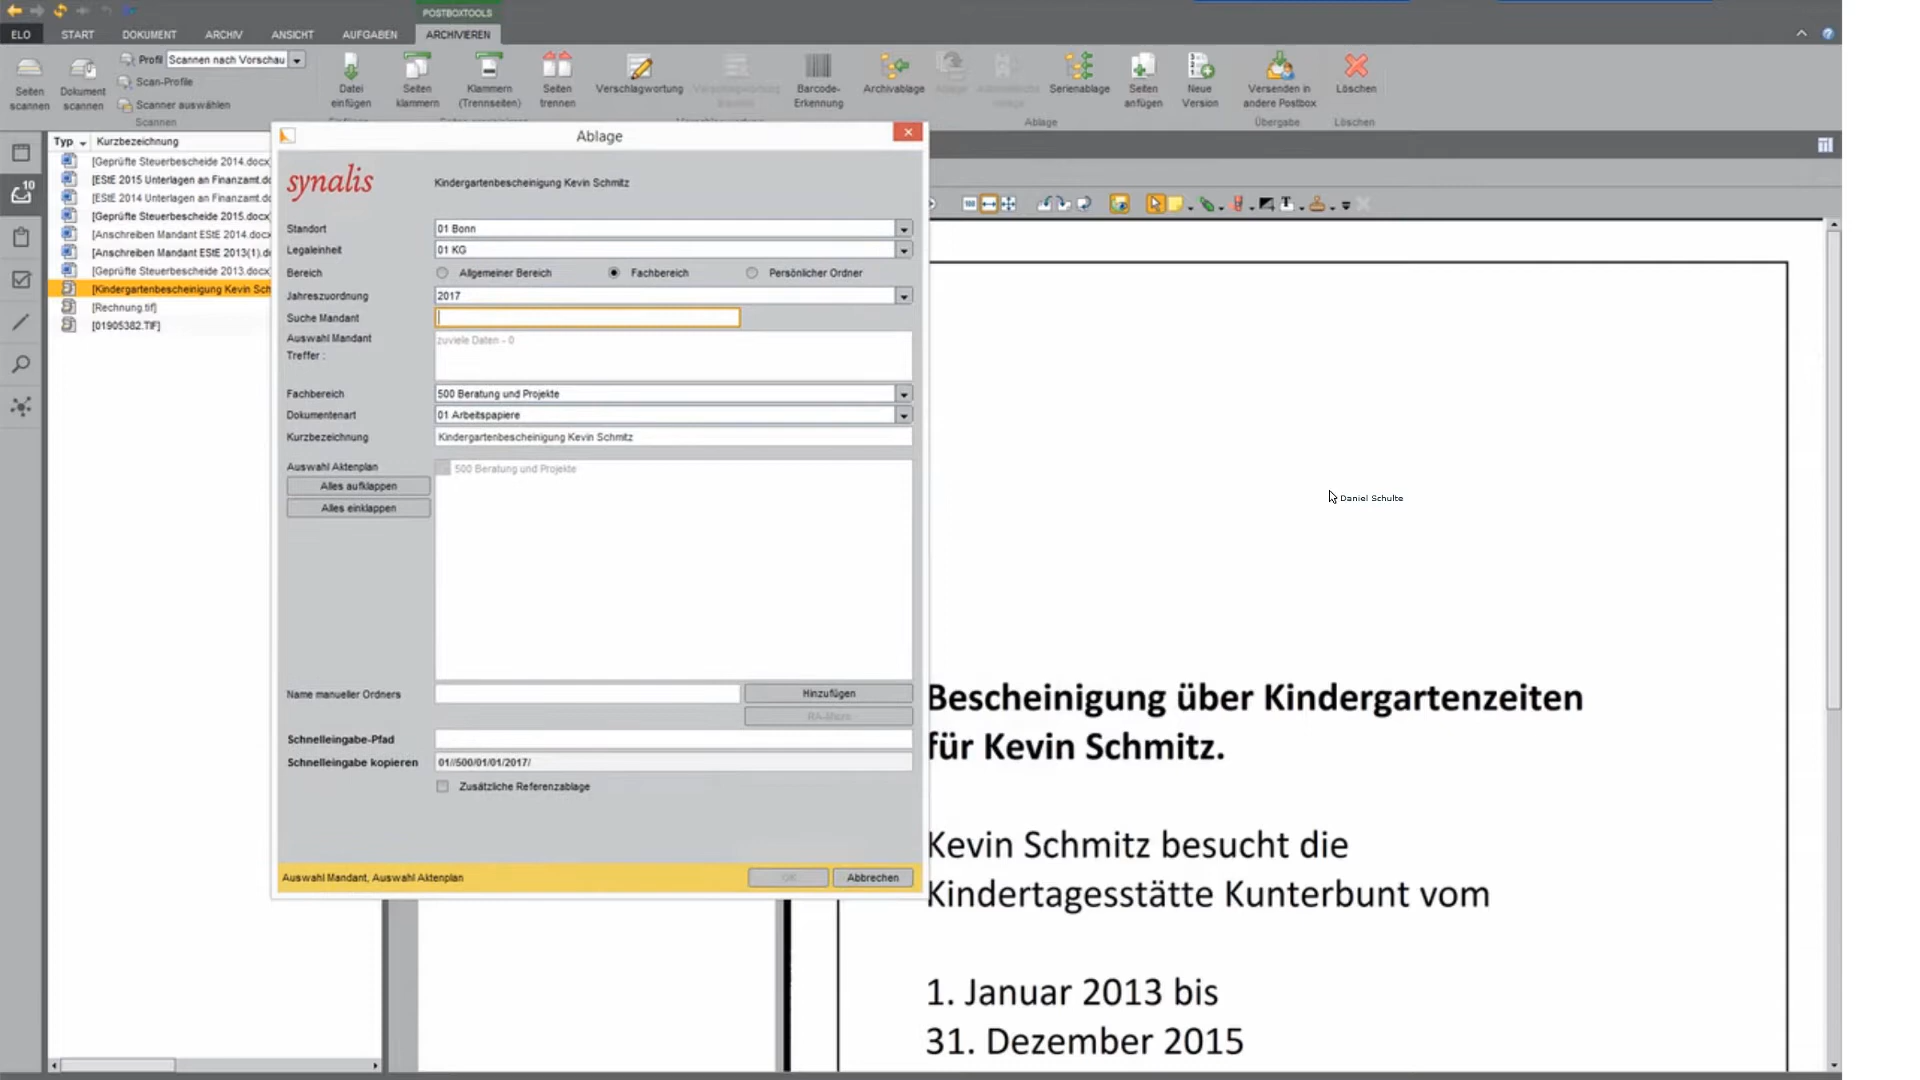 POSTBOXTOOLS
ELO START DOKUMENT ARCHIV ANSICHT AUFGABEN ARCHIVIEREN
Profil Scannen nach Vorschau
Scan-Profile
Scanner auswählen
Seiten scannen
Dokument scannen
Datei einfügen
Seiten klammern
Klammern (Trennseiten)
Seiten trennen
Verschlagwortung
Barcode-Erkennung
Archivablage
Serienablage
Seiten anfügen
Neue Version
Versenden in andere Postbox
Löschen
Scannen
Ablage
Übergabe
Löschen
10
Typ Kurzbezeichnung
[Geprüfte Steuerbescheide 2014.docx]
[EStE 2015 Unterlagen an Finanzamt.do
[EStE 2014 Unterlagen an Finanzamt.do
[Geprüfte Steuerbescheide 2015.docx]
[Anschreiben Mandant EStE 2014.docx
[Anschreiben Mandant EStE 2013(1).do
[Geprüfte Steuerbescheide 2013.docx]
[Kindergartenbescheinigung Kevin Sch
[Rechnung.tif]
[01905382.TIF]
Ablage
synalis
Kindergartenbescheinigung Kevin Schmitz
Standort 01 Bonn
Legaleinheit 01 KG
Bereich Allgemeiner Bereich Fachbereich Persönlicher Ordner
Jahreszuordnung 2017
Suche Mandant
Auswahl Mandant zuviele Daten - 0
Treffer :
Fachbereich 500 Beratung und Projekte
Dokumentenart 01 Arbeitspapiere
Kurzbezeichnung Kindergartenbescheinigung Kevin Schmitz
Auswahl Aktenplan 500 Beratung und Projekte
Alles aufklappen
Alles einklappen
Name manueller Ordners Hinzufügen
RA-Micro
Schnelleingabe-Pfad
Schnelleingabe kopieren 01//500/01/01/2017/
Zusätzliche Referenzablage
Auswahl Mandant, Auswahl Aktenplan OK Abbrechen
Daniel Schulte
Bescheinigung über Kindergartenzeiten
für Kevin Schmitz.
Kevin Schmitz besucht die
Kindertagesstätte Kunterbunt vom
1. Januar 2013 bis
31. Dezember 2015